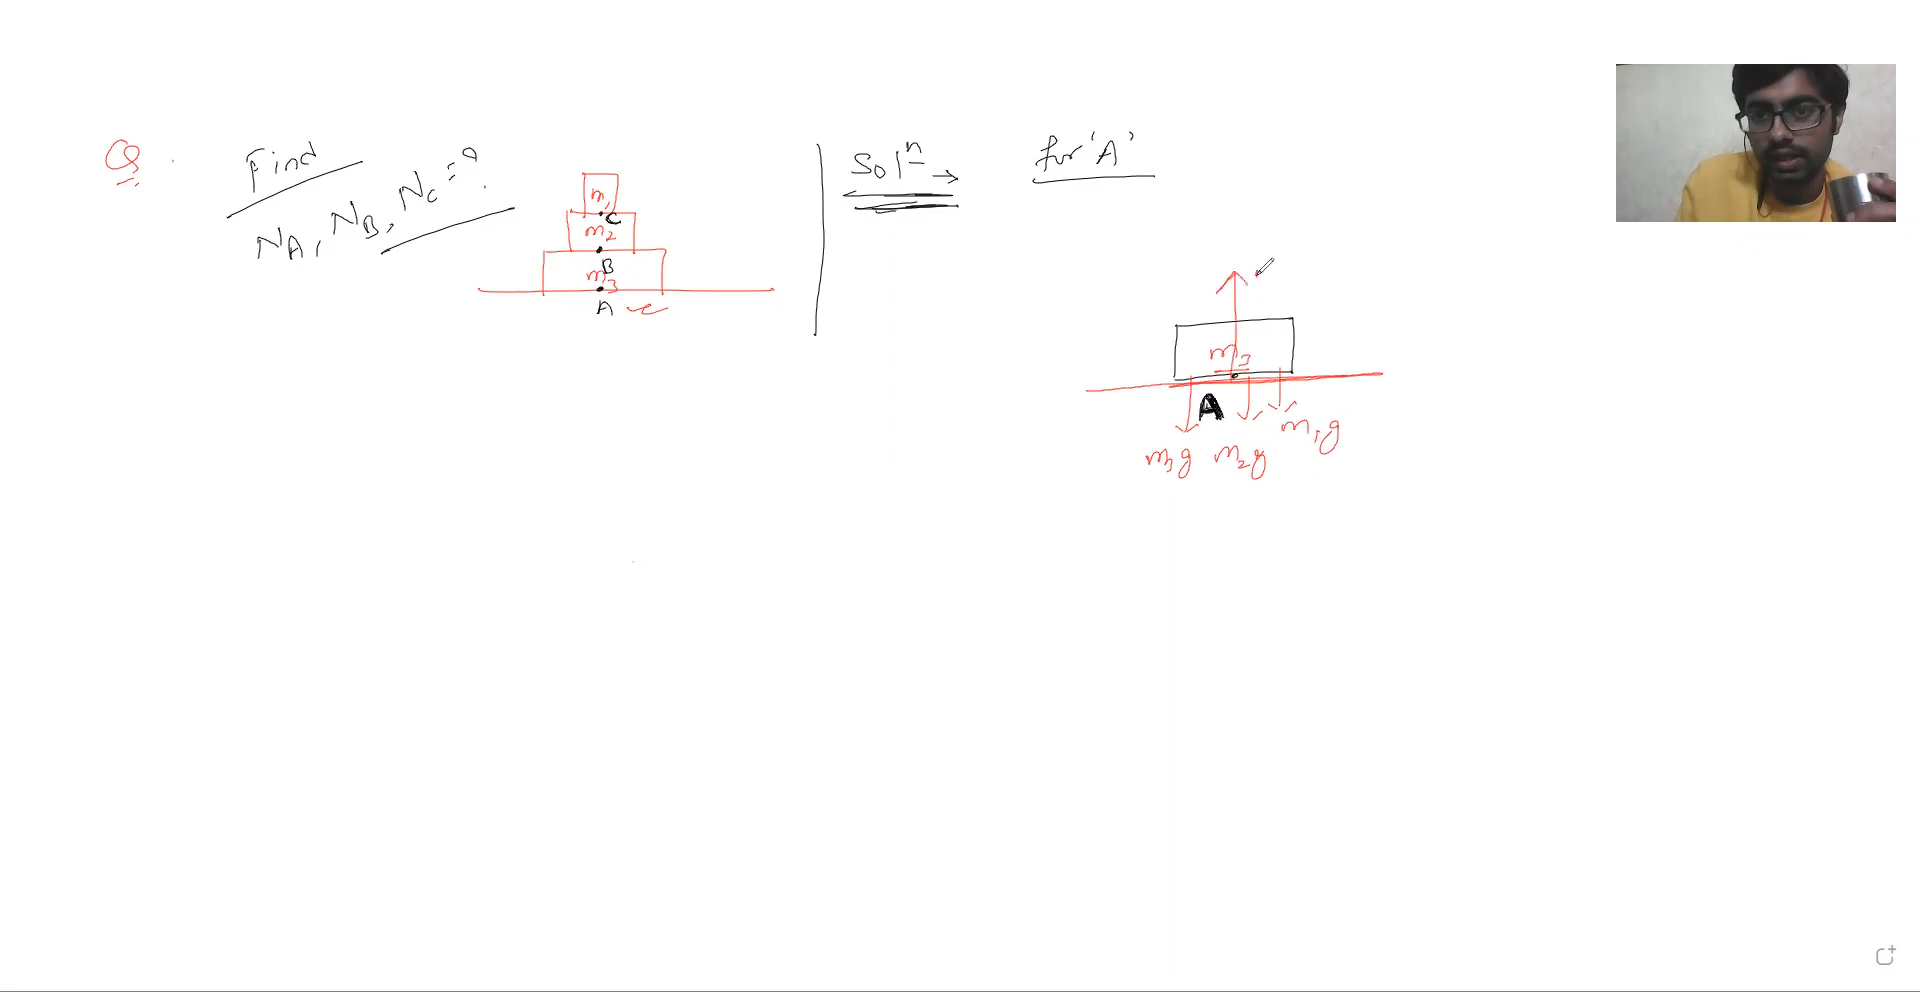 Q.
Find
NA, NB, NC = ?
m1
C
m2
B
m3
A
Solⁿ →
for 'A'
m3
A
m1g
m3g m2g